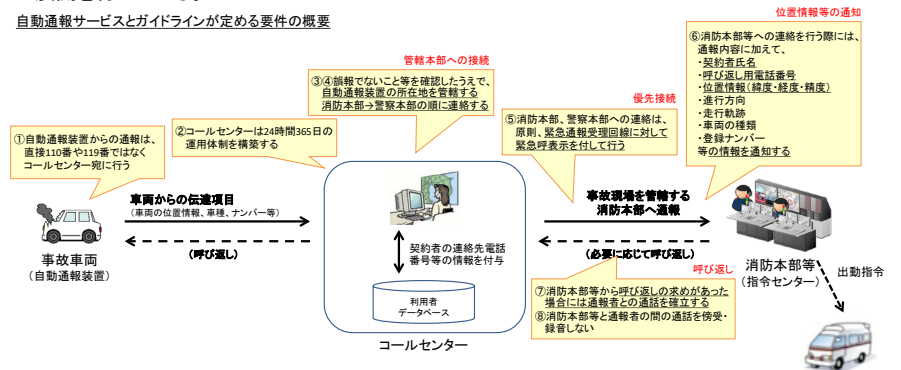 自動通報サービスとガイドラインが定める要件の概要
位置情報等の通知
⑥消防本部等への連絡を行う際には、
通報内容に加えて、
・契約者氏名
・呼び返し用電話番号
・位置情報(緯度・経度・精度)
・進行方向
・走行軌跡
・車両の種類
・登録ナンバー
等の情報を通知する
管轄本部への接続
③④誤報でないこと等を確認したうえで、
自動通報装置の所在地を管轄する
消防本部→警察本部の順に連絡する
優先接続
⑤消防本部、警察本部への連絡は、
原則、緊急通報受理回線に対して
緊急呼表示を付して行う
①自動通報装置からの通報は、
直接110番や119番ではなく
コールセンター宛に行う
②コールセンターは24時間365日の
運用体制を構築する
車両からの伝達項目
(車両の位置情報、車種、ナンバー等)
(呼び返し)
事故車両
(自動通報装置)
契約者の連絡先電話
番号等の情報を付与
利用者
データベース
コールセンター
事故現場を管轄する
消防本部へ通報
(必要に応じて呼び返し)
呼び返し
⑦消防本部等から呼び返しの求めがあった
場合には通報者との通話を確立する
⑧消防本部等と通報者の間の通話を傍受・
録音しない
消防本部等
(指令センター)
出動指令